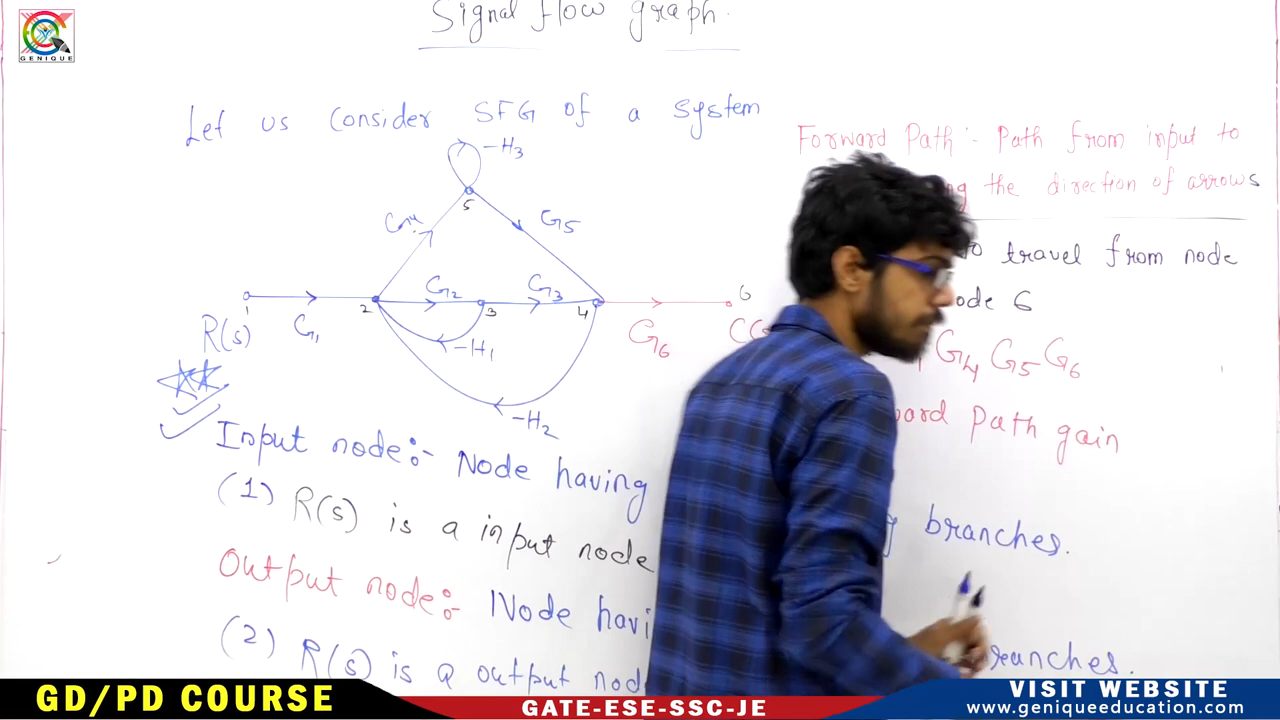 GENIQUE
Signal flow graph.
Let us consider SFG of a system
Forward Path :- Path from input to
the direction of arrows
-H3
5
G4
G5
to travel from node
node 6
G2
G3
1
2
3
4
6
R(s)
G1
-H1
G6
G4 G5 G6
-H2
Path gain
Input node:- Node having
branches.
(1) R(s) is a input node
Output node:- Node havi
branches.
(2) R(s) is a output nod
GD/PD COURSE
GATE-ESE-SSC-JE
VISIT WEBSITE
www.geniqueeducation.com